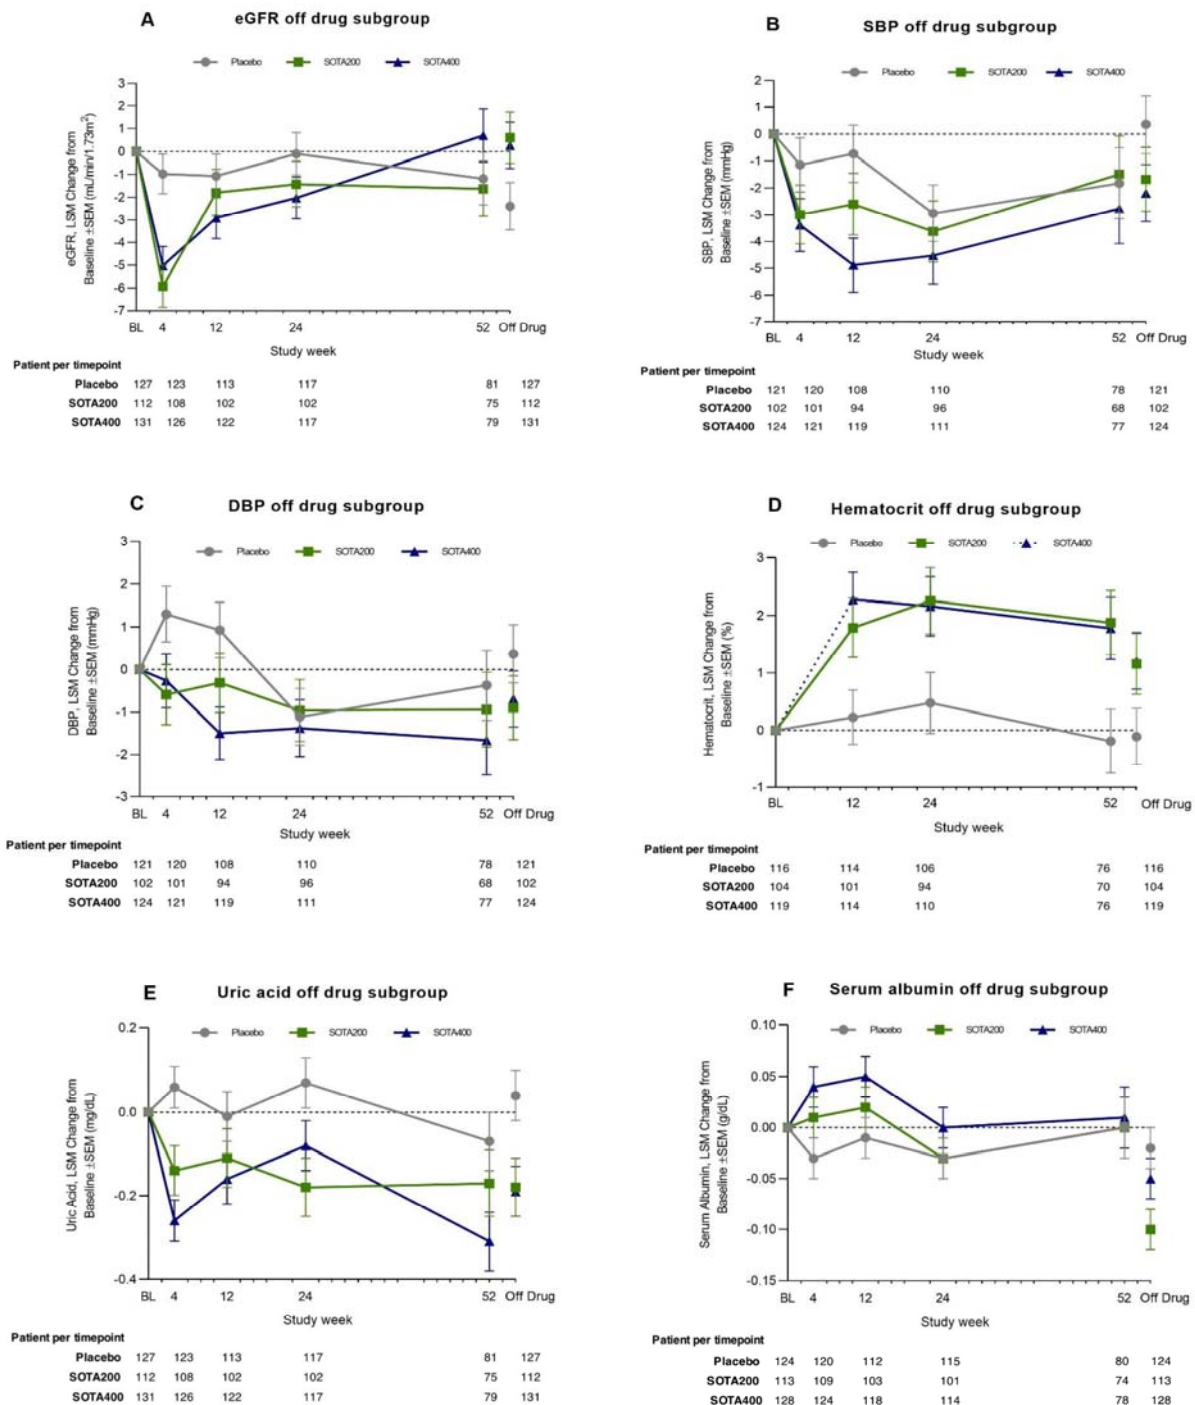 A eGFR off drug subgroup
Placebo SOTA200 SOTA400
eGFR, LSM Change from
Baseline ±SEM (mL/min/1.73m²)
3
2
1
0
-1
-2
-3
-4
-5
-6
-7
BL 4 12 24 52 Off Drug
Study week
Patient per timepoint
Placebo 127 123 113 117 81 127
SOTA200 112 108 102 102 75 112
SOTA400 131 126 122 117 79 131
B SBP off drug subgroup
Placebo SOTA200 SOTA400
SBP, LSM Change from
Baseline ±SEM (mmHg)
2
1
0
-1
-2
-3
-4
-5
-6
-7
BL 4 12 24 52 Off Drug
Study week
Patient per timepoint
Placebo 121 120 108 110 78 121
SOTA200 102 101 94 96 68 102
SOTA400 124 121 119 111 77 124
C DBP off drug subgroup
Placebo SOTA200 SOTA400
DBP, LSM Change from
Baseline ±SEM (mmHg)
3
2
1
0
-1
-2
-3
BL 4 12 24 52 Off Drug
Study week
Patient per timepoint
Placebo 121 120 108 110 78 121
SOTA200 102 101 94 96 68 102
SOTA400 124 121 119 111 77 124
D Hematocrit off drug subgroup
Placebo SOTA200 SOTA400
Hematocrit, LSM Change from
Baseline ±SEM (%)
3
2
1
0
-1
BL 12 24 52 Off Drug
Study week
Patient per timepoint
Placebo 116 114 106 76 116
SOTA200 104 101 94 70 104
SOTA400 119 114 110 76 119
E Uric acid off drug subgroup
Placebo SOTA200 SOTA400
Uric Acid, LSM Change from
Baseline ±SEM (mg/dL)
0.2
0.0
-0.2
-0.4
BL 4 12 24 52 Off Drug
Study week
Patient per timepoint
Placebo 127 123 113 117 81 127
SOTA200 112 108 102 102 75 112
SOTA400 131 126 122 117 79 131
F Serum albumin off drug subgroup
Placebo SOTA200 SOTA400
Serum Albumin, LSM Change from
Baseline ±SEM (g/dL)
0.10
0.05
0.00
-0.05
-0.10
-0.15
BL 4 12 24 52 Off Drug
Study week
Patient per timepoint
Placebo 124 120 112 115 80 124
SOTA200 113 109 103 101 74 113
SOTA400 128 124 118 114 78 128